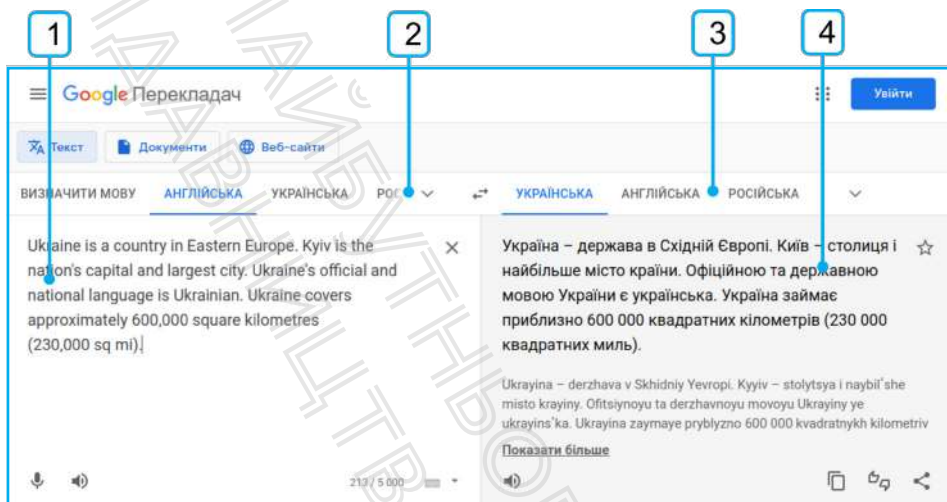 1 2 3 4
Google Перекладач Увійти
Текст Документи Веб-сайти
ВИЗНАЧИТИ МОВУ АНГЛІЙСЬКА УКРАЇНСЬКА РОС УКРАЇНСЬКА АНГЛІЙСЬКА РОСІЙСЬКА
Ukraine is a country in Eastern Europe. Kyiv is the
nation's capital and largest city. Ukraine's official and
national language is Ukrainian. Ukraine covers
approximately 600,000 square kilometres
(230,000 sq mi).
213 / 5 000
Україна – держава в Східній Європі. Київ – столиця і
найбільше місто країни. Офіційною та державною
мовою України є українська. Україна займає
приблизно 600 000 квадратних кілометрів (230 000
квадратних миль).
Ukrayina – derzhava v Skhidniy Yevropi. Kyyiv – stolytsya i naybilʹshe
misto krayiny. Ofitsiynoyu ta derzhavnoyu movoyu Ukrayiny ye
ukrayinsʹka. Ukrayina zaymaye pryblyzno 600 000 kvadratnykh kilometriv
Показати більше